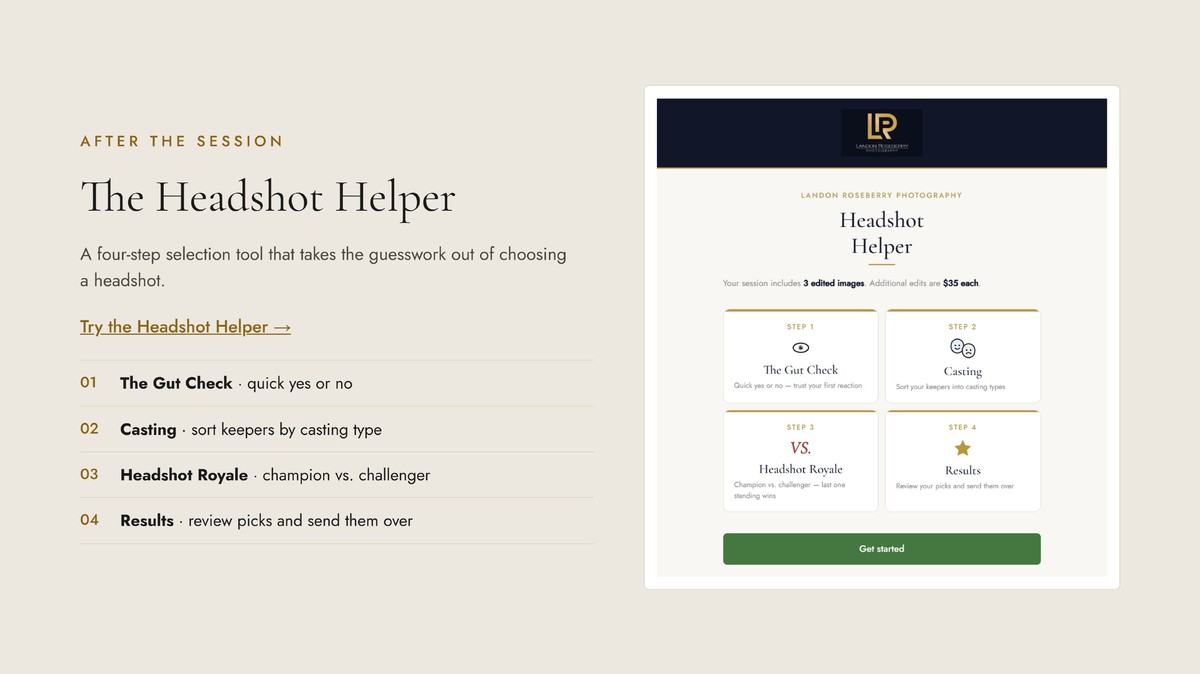 AFTER THE SESSION
The Headshot Helper
A four-step selection tool that takes the guesswork out of choosing
a headshot.
Try the Headshot Helper →
01 The Gut Check · quick yes or no
02 Casting · sort keepers by casting type
03 Headshot Royale · champion vs. challenger
04 Results · review picks and send them over
LR
LANDON ROSEBERRY
PHOTOGRAPHY
LANDON ROSEBERRY PHOTOGRAPHY
Headshot
Helper
Your session includes 3 edited images. Additional edits are $35 each.
STEP 1
The Gut Check
Quick yes or no — trust your first reaction
STEP 2
Casting
Sort your keepers into casting types
STEP 3
VS.
Headshot Royale
Champion vs. challenger — last one
standing wins
STEP 4
Results
Review your picks and send them over
Get started